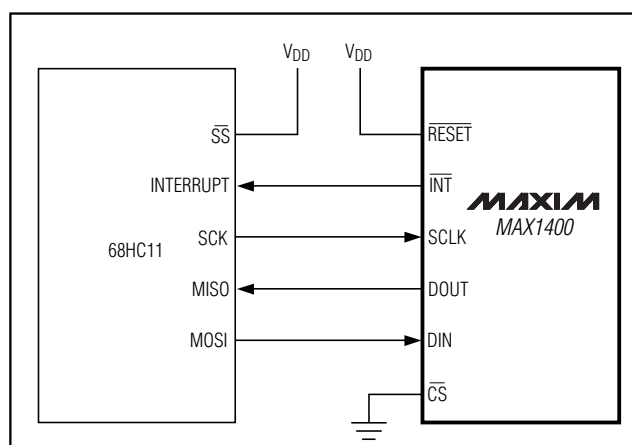 VDD VDD
SS RESET
INTERRUPT INT
MAXIM
MAX1400
68HC11 SCK SCLK
MISO DOUT
MOSI DIN
CS